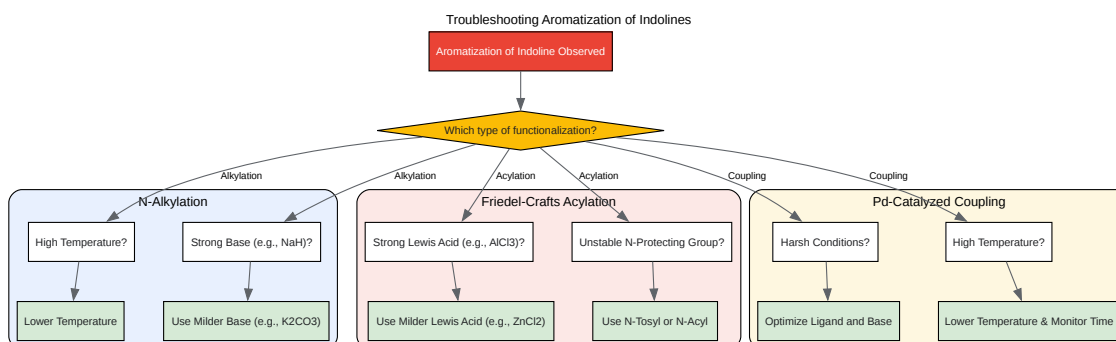 Troubleshooting Aromatization of Indolines
Aromatization of Indoline Observed
Which type of functionalization?
Alkylation
Alkylation
Acylation
Acylation
Coupling
Coupling
N-Alkylation
Friedel-Crafts Acylation
Pd-Catalyzed Coupling
High Temperature?
Strong Base (e.g., NaH)?
Strong Lewis Acid (e.g., AlCl3)?
Unstable N-Protecting Group?
Harsh Conditions?
High Temperature?
Lower Temperature
Use Milder Base (e.g., K2CO3)
Use Milder Lewis Acid (e.g., ZnCl2)
Use N-Tosyl or N-Acyl
Optimize Ligand and Base
Lower Temperature & Monitor Time